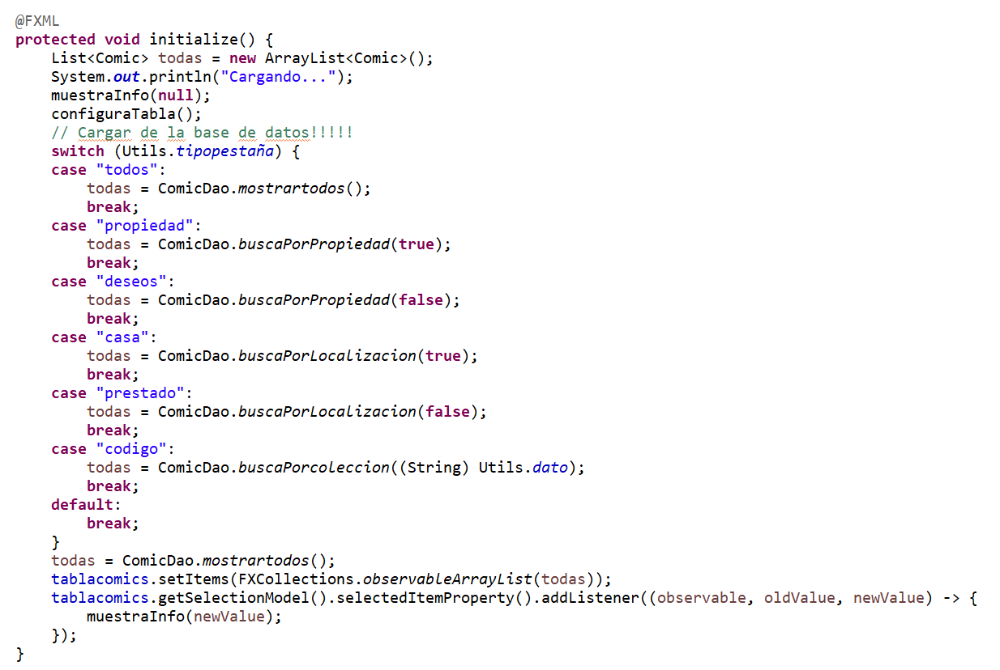 @FXML
protected void initialize() {
    List<Comic> todas = new ArrayList<Comic>();
    System.out.println("Cargando...");
    muestraInfo(null);
    configuraTabla();
    // Cargar de la base de datos!!!!!
    switch (Utils.tipopestaña) {
    case "todos":
        todas = ComicDao.mostrartodos();
        break;
    case "propiedad":
        todas = ComicDao.buscaPorPropiedad(true);
        break;
    case "deseos":
        todas = ComicDao.buscaPorPropiedad(false);
        break;
    case "casa":
        todas = ComicDao.buscaPorLocalizacion(true);
        break;
    case "prestado":
        todas = ComicDao.buscaPorLocalizacion(false);
        break;
    case "codigo":
        todas = ComicDao.buscaPorcoleccion((String) Utils.dato);
        break;
    default:
        break;
    }
    todas = ComicDao.mostrartodos();
    tablacomics.setItems(FXCollections.observableArrayList(todas));
    tablacomics.getSelectionModel().selectedItemProperty().addListener((observable, oldValue, newValue) -> {
        muestraInfo(newValue);
    });
}